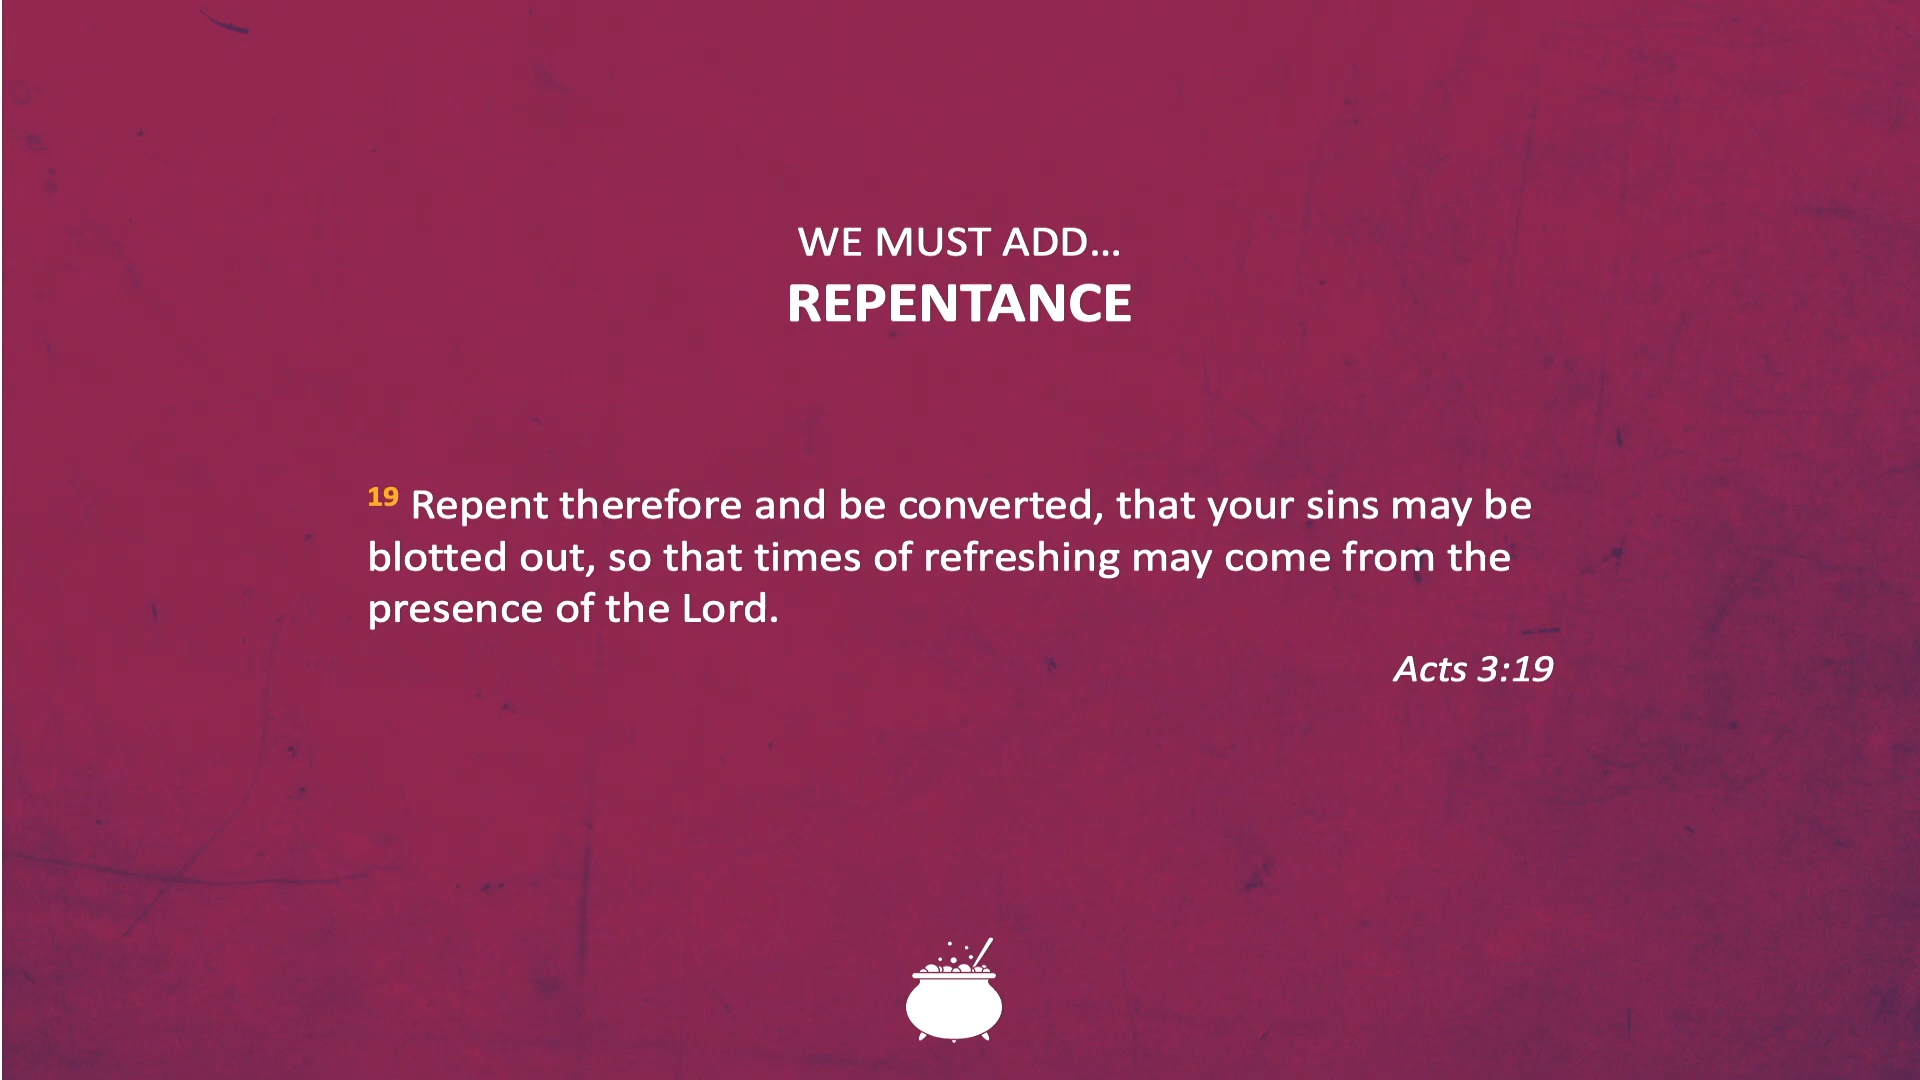 WE MUST ADD...
REPENTANCE
19 Repent therefore and be converted, that your sins may be
blotted out, so that times of refreshing may come from the
presence of the Lord.
Acts 3:19